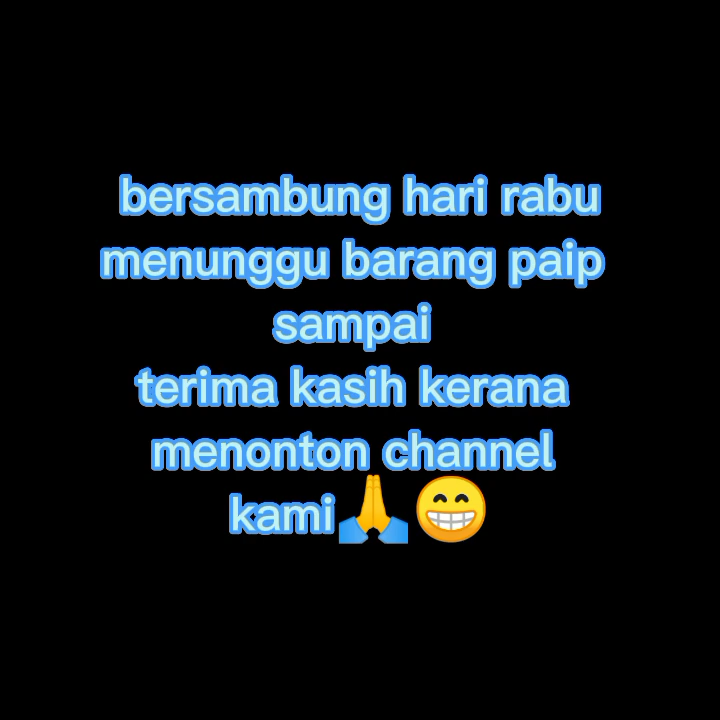 bersambung hari rabu
menunggu barang paip
sampai
terima kasih kerana
menonton channel
kami🙏😁